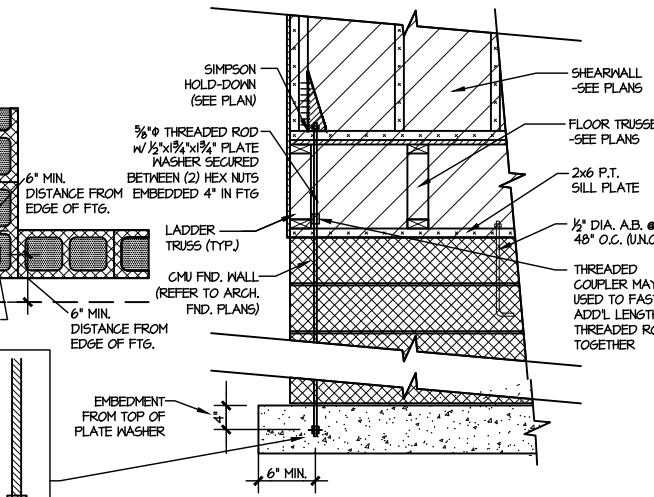 SIMPSON
HOLD-DOWN
(SEE PLAN)
⅝"Φ THREADED ROD
W/ ½"x1¾"x1¾" PLATE
WASHER SECURED
BETWEEN (2) HEX NUTS
EMBEDDED 4" IN FTG
6" MIN.
DISTANCE FROM
EDGE OF FTG.
LADDER
TRUSS (TYP.)
CMU FND. WALL
(REFER TO ARCH.
FND. PLANS)
6" MIN.
DISTANCE FROM
EDGE OF FTG.
EMBEDMENT
FROM TOP OF
PLATE WASHER
4"
6" MIN.
SHEARWALL
-SEE PLANS
FLOOR TRUSSE
-SEE PLANS
2x6 P.T.
SILL PLATE
½" DIA. A.B. @
48" O.C. (U.N.O
THREADED
COUPLER MAY
USED TO FAST
ADD'L LENGTH
THREADED RO
TOGETHER